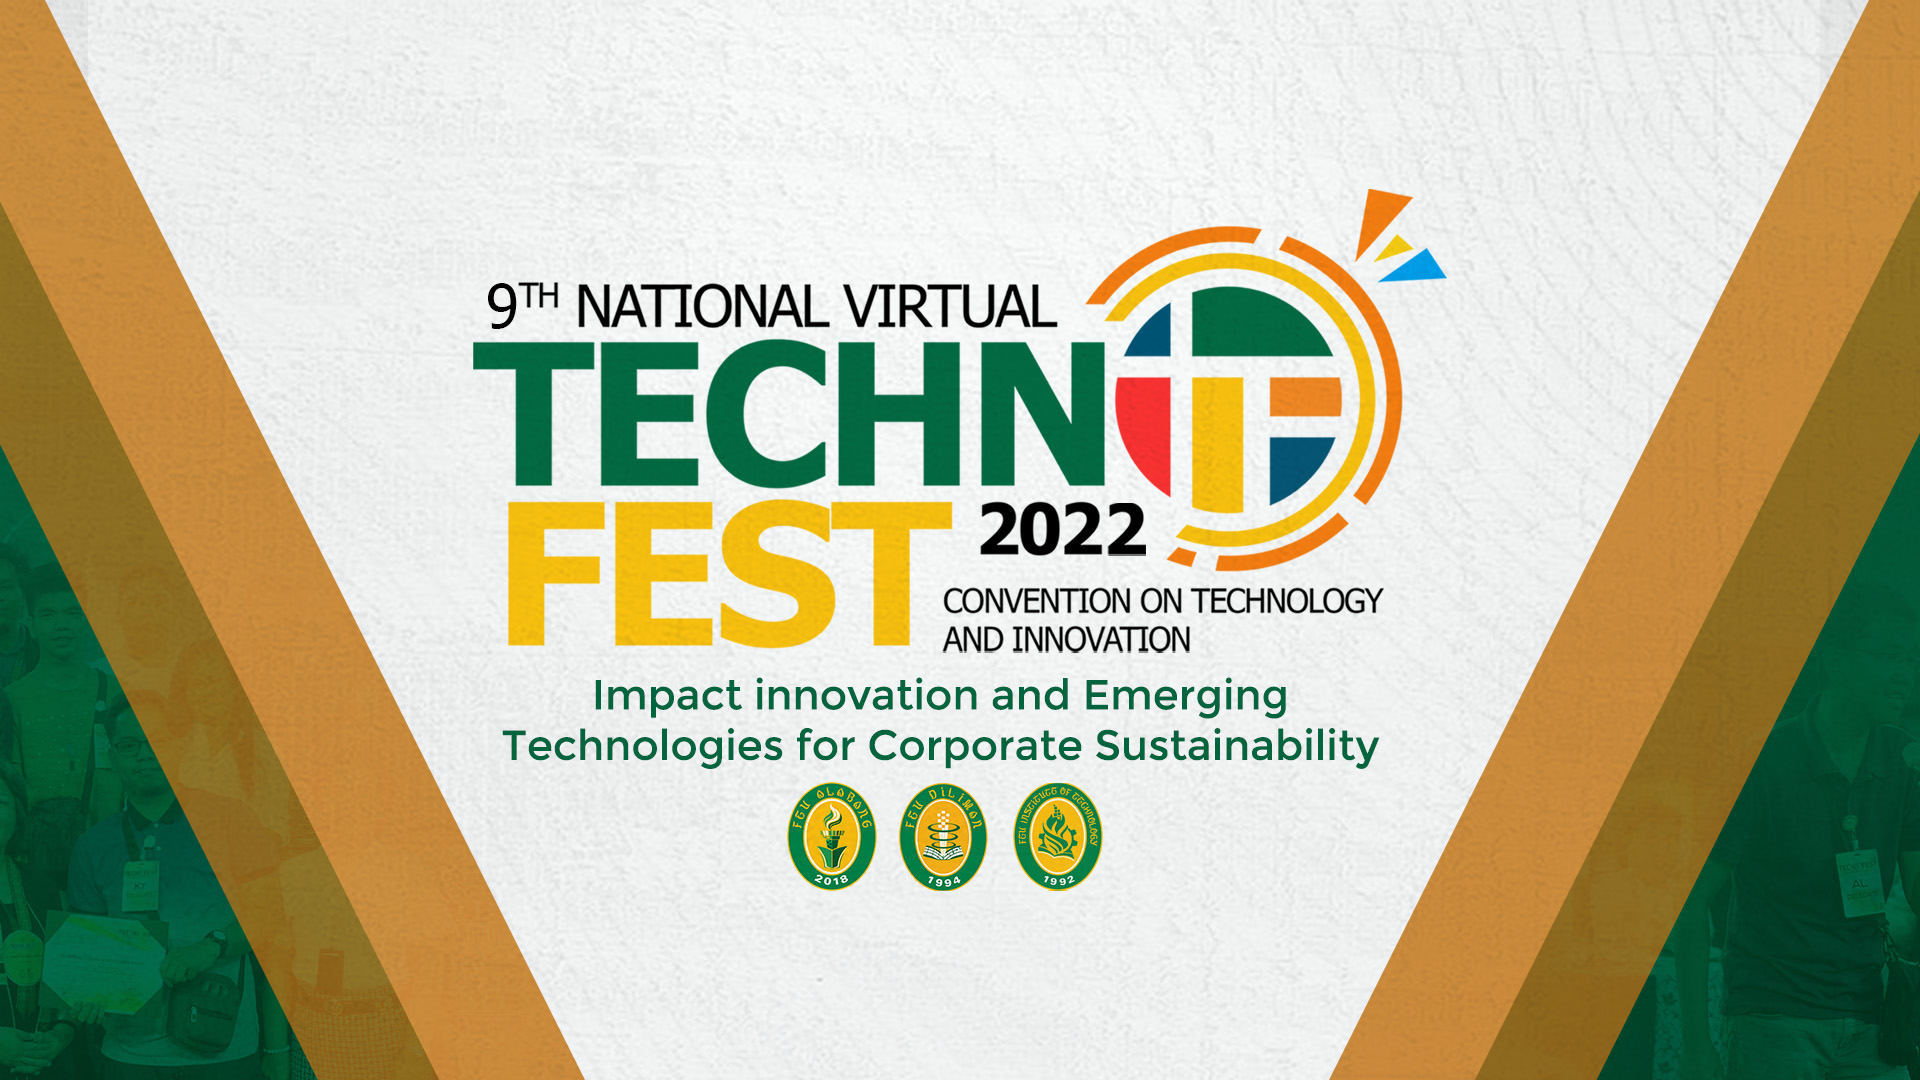 9TH NATIONAL VIRTUAL
TECHNO
FEST 2022
CONVENTION ON TECHNOLOGY
AND INNOVATION
Impact innovation and Emerging
Technologies for Corporate Sustainability
FEU ALABANG
2018
FEU DILIMAN
1994
FEU INSTITUTE OF TECHNOLOGY
1992
AL